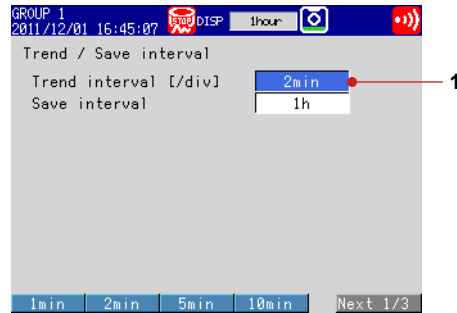 GROUP 1
2011/12/01 16:45:07 STOP DISP 1hour
Trend / Save interval
Trend interval [/div] 2min 1
Save interval 1h
1min 2min 5min 10min Next 1/3